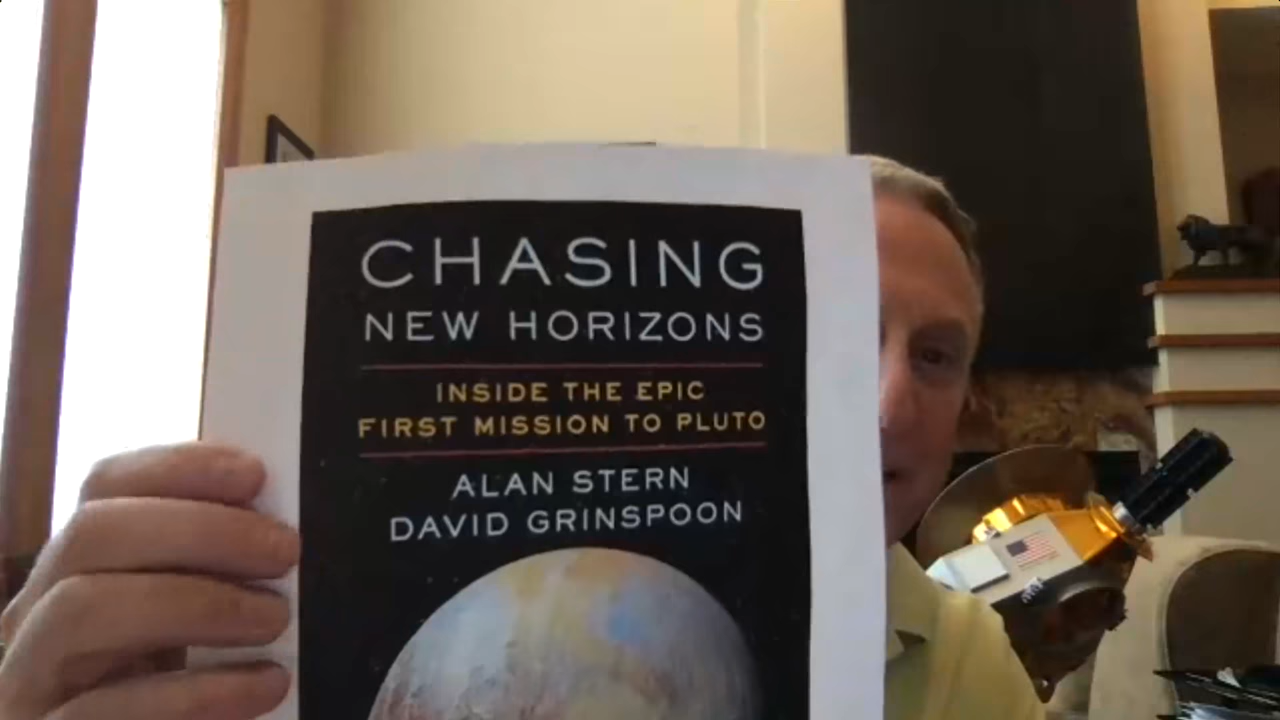 CHASING
NEW HORIZONS
INSIDE THE EPIC
FIRST MISSION TO PLUTO
ALAN STERN
DAVID GRINSPOON